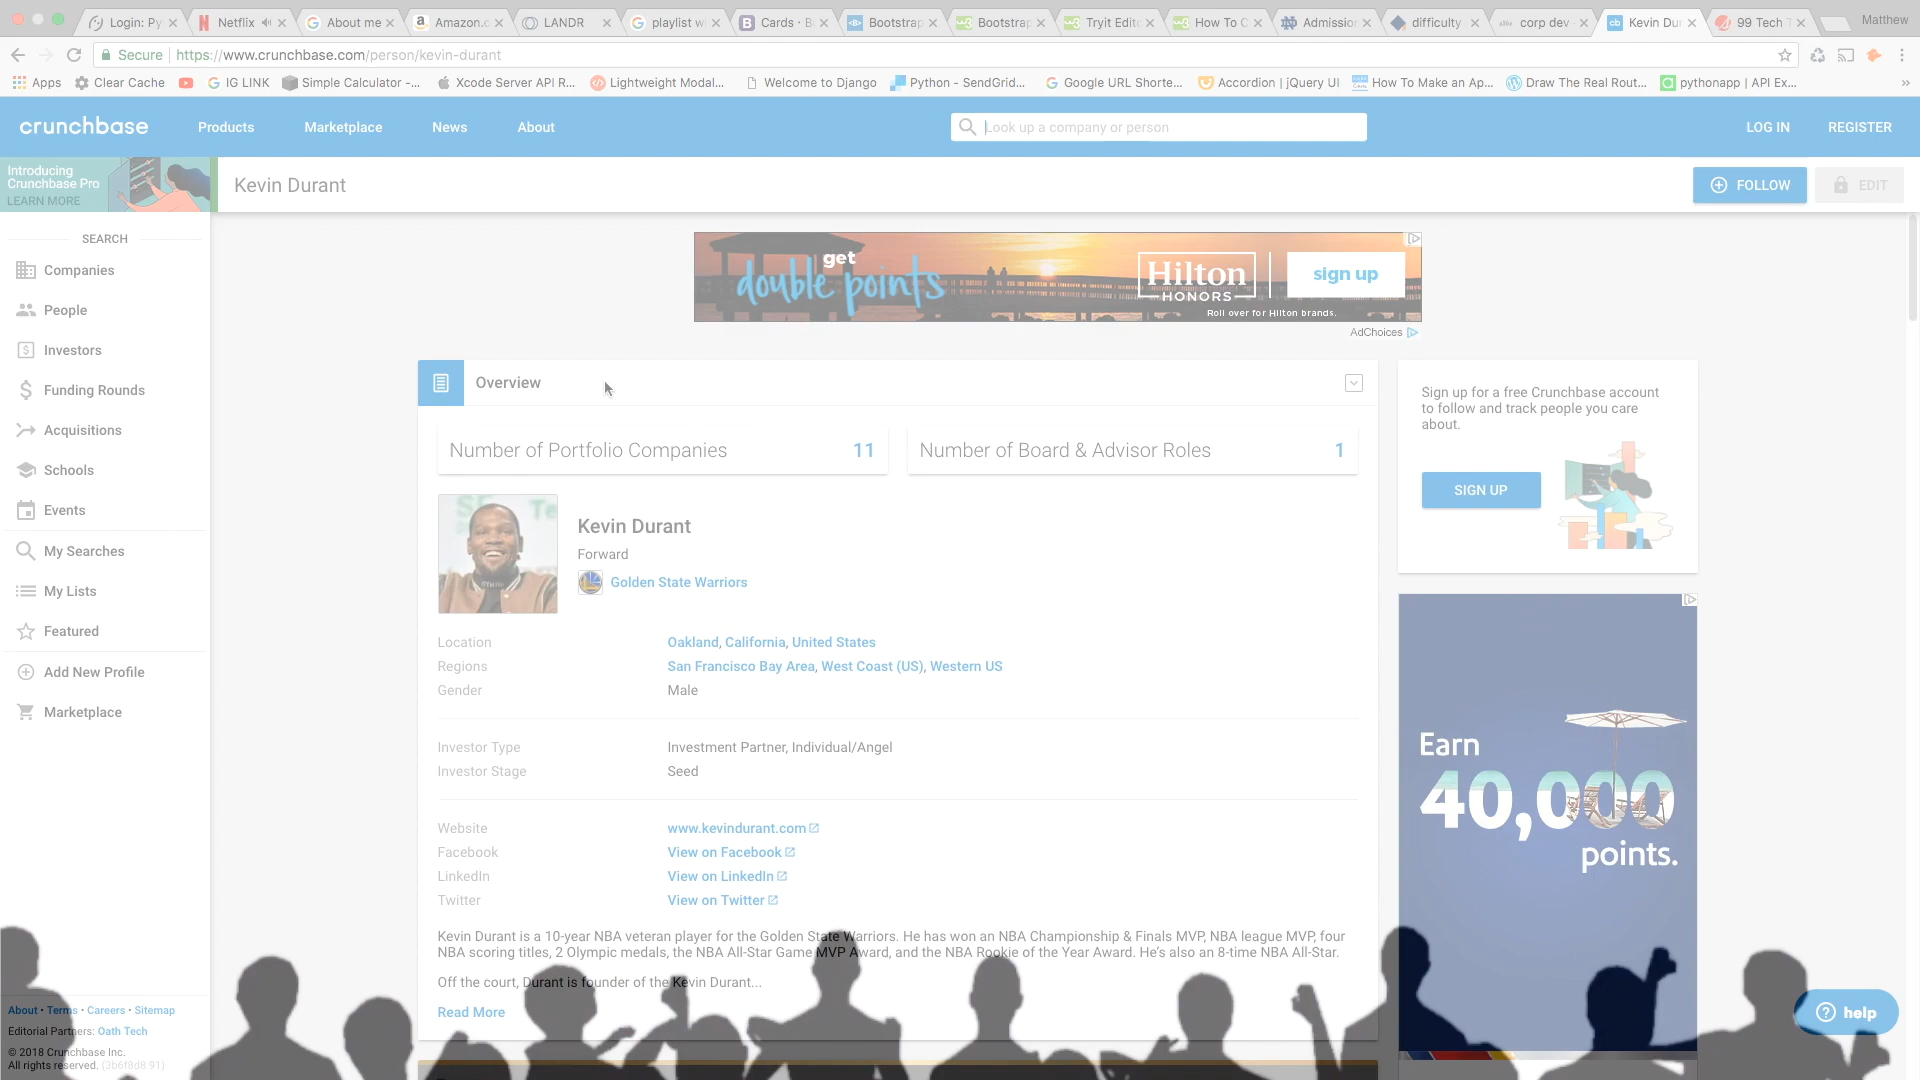 Login: Py
Netflix
About me
Amazon.c
LANDR
playlist w
Cards · B
Bootstrap
Bootstrap
Tryit Edito
How To C
Admission
difficulty
corp dev
Kevin Dur
99 Tech T
Matthew
Secure
https://www.crunchbase.com/person/kevin-durant
Apps
Clear Cache
IG LINK
Simple Calculator -...
Xcode Server API R...
Lightweight Modal...
Welcome to Django
Python - SendGrid...
Google URL Shorte...
Accordion | jQuery UI
How To Make an Ap...
Draw The Real Rout...
pythonapp | API Ex...
crunchbase
Products
Marketplace
News
About
Look up a company or person
LOG IN
REGISTER
Introducing
Crunchbase Pro
LEARN MORE
Kevin Durant
FOLLOW
EDIT
SEARCH
Companies
People
Investors
Funding Rounds
Acquisitions
Schools
Events
My Searches
My Lists
Featured
Add New Profile
Marketplace
get
double points
Hilton
HONORS
sign up
Roll over for Hilton brands.
AdChoices
Overview
Number of Portfolio Companies 11
Number of Board & Advisor Roles 1
Kevin Durant
Forward
Golden State Warriors
Location Oakland, California, United States
Regions San Francisco Bay Area, West Coast (US), Western US
Gender Male
Investor Type Investment Partner, Individual/Angel
Investor Stage Seed
Website www.kevindurant.com
Facebook View on Facebook
LinkedIn View on LinkedIn
Twitter View on Twitter
Kevin Durant is a 10-year NBA veteran player for the Golden State Warriors. He has won an NBA Championship & Finals MVP, NBA league MVP, four
NBA scoring titles, 2 Olympic medals, the NBA All-Star Game MVP Award, and the NBA Rookie of the Year Award. He's also an 8-time NBA All-Star.
Off the court, Durant is founder of the Kevin Durant...
Read More
Sign up for a free Crunchbase account
to follow and track people you care
about.
SIGN UP
Earn
40,000
points.
help
About • Terms • Careers • Sitemap
Editorial Partners: Oath Tech
© 2018 Crunchbase Inc.
All rights reserved. (3b6f8d8 91)